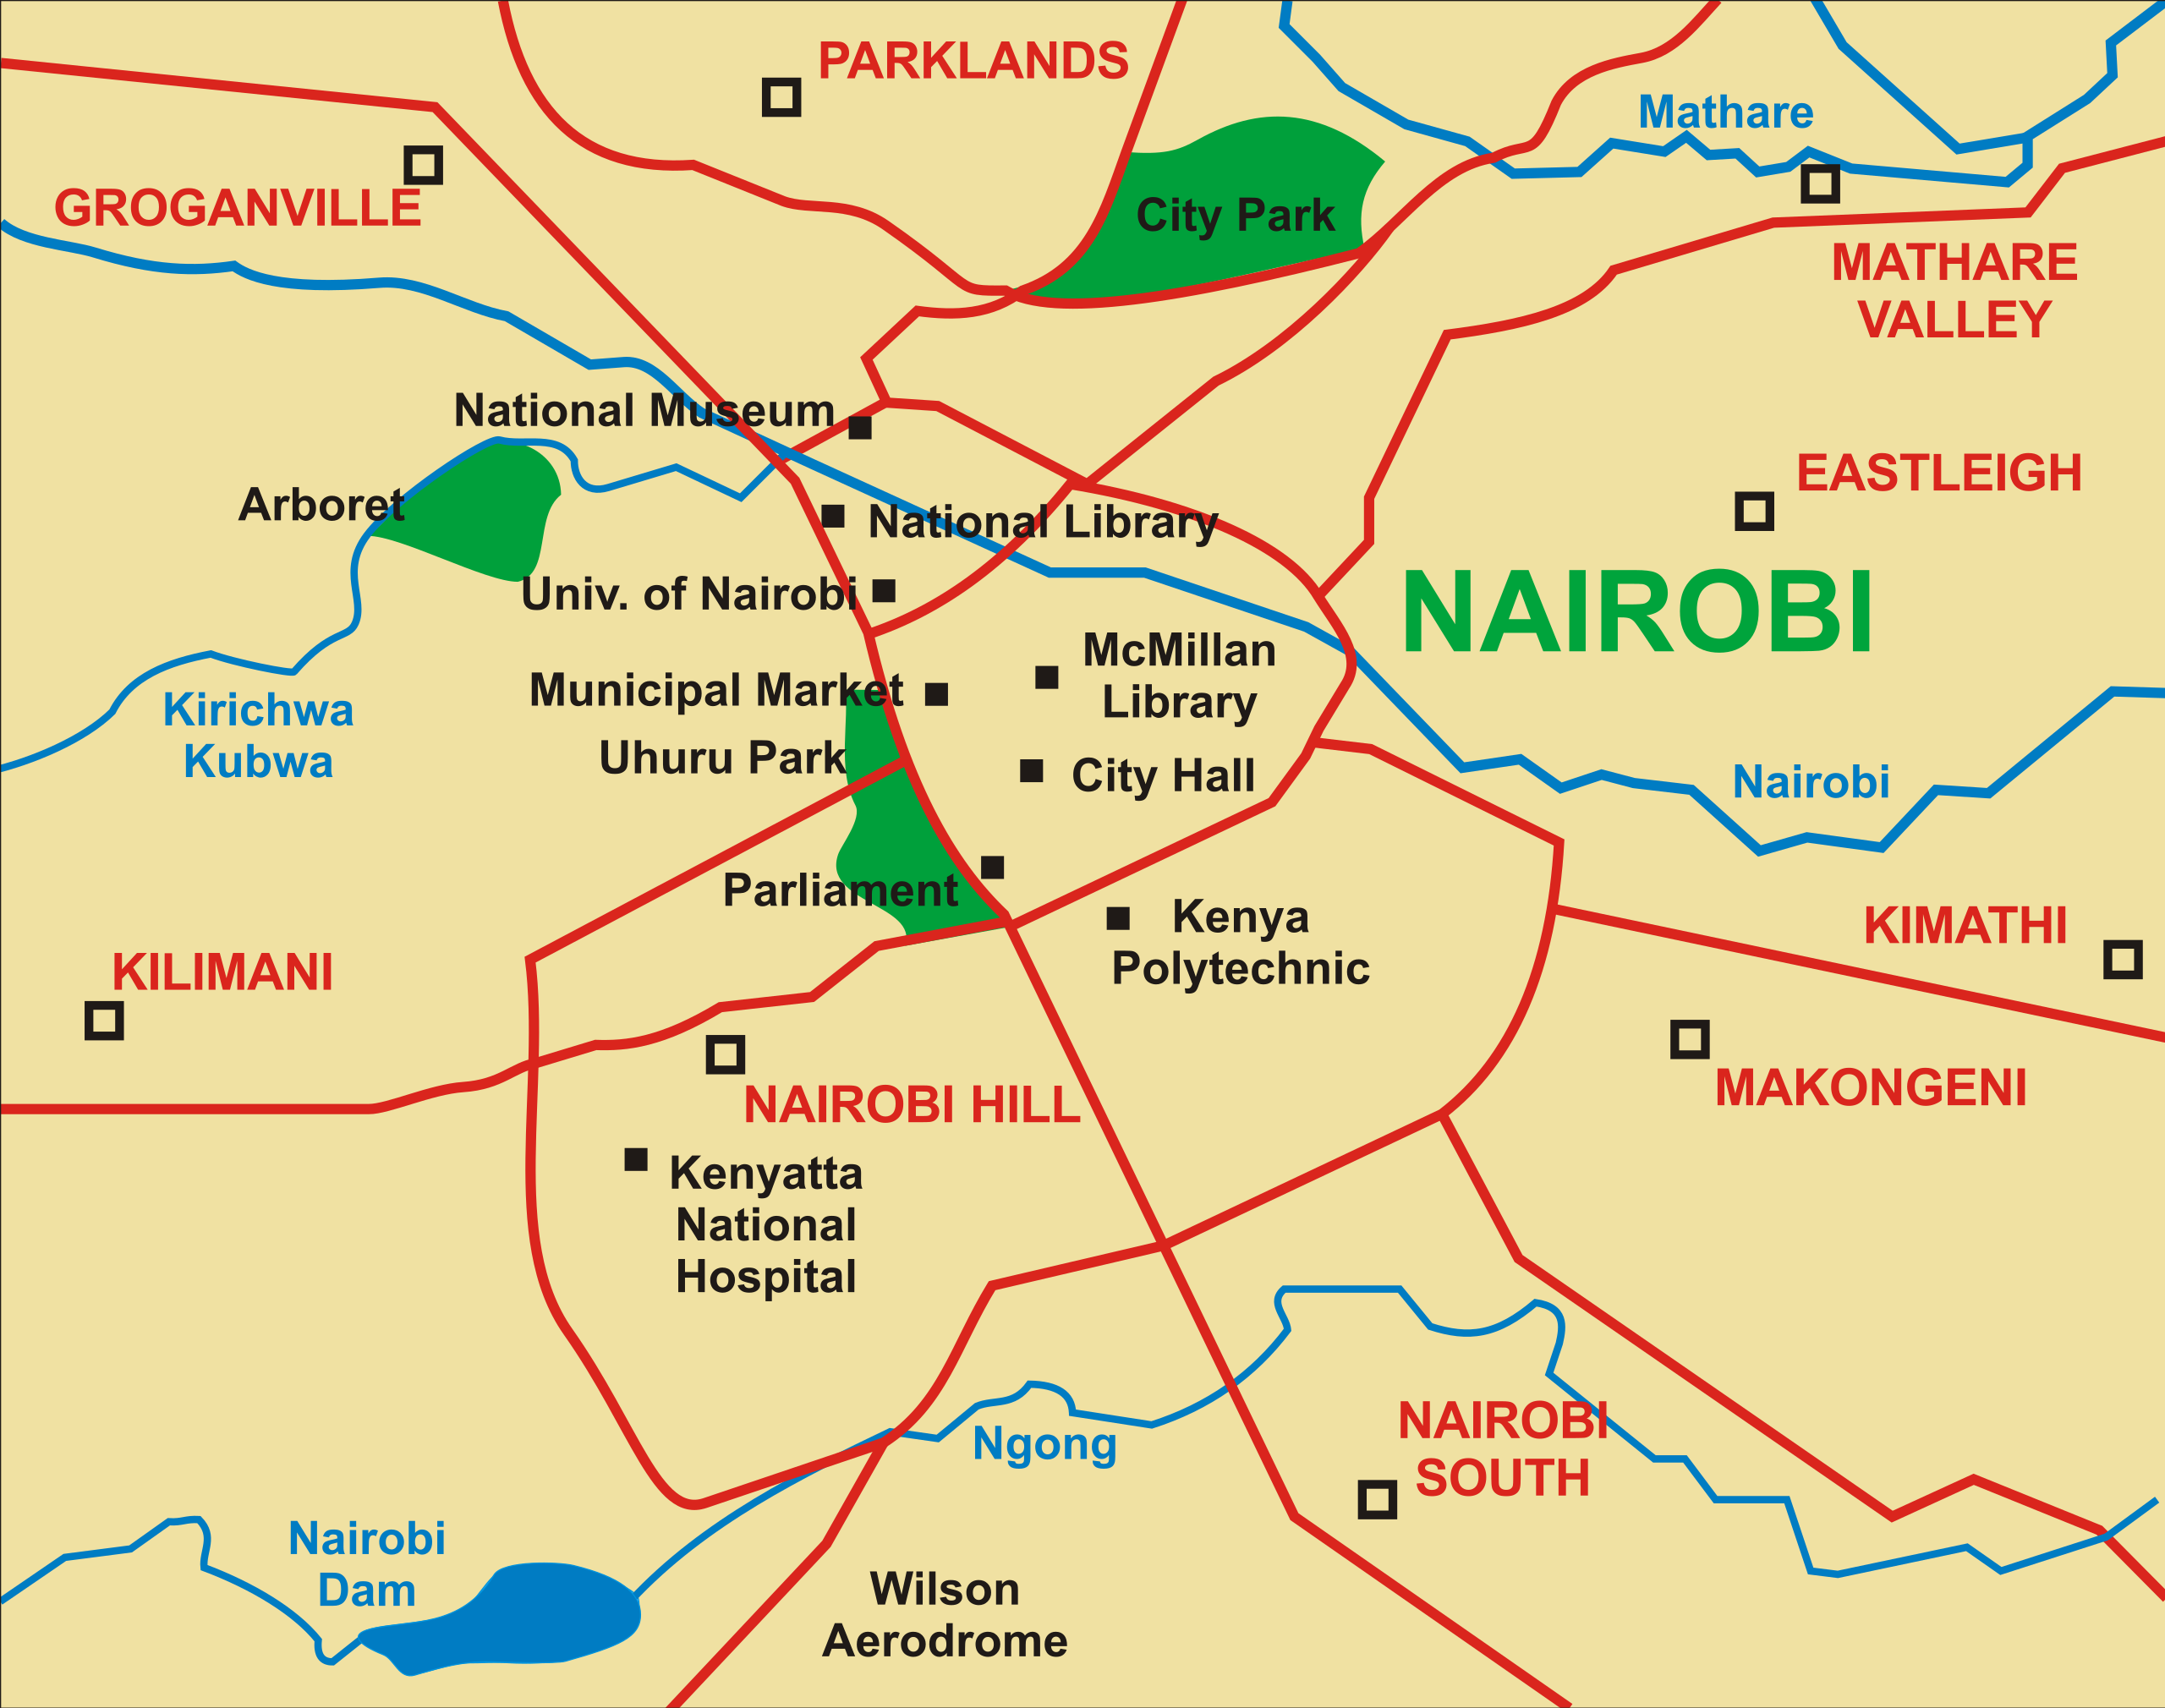 PARKLANDS
Mathare
GROGANVILLE
City Park
MATHARE
VALLEY
National Museum
EASTLEIGH
Arboret
National Library
Univ. of Nairobi
NAIROBI
McMillan
Library
Municipal Market
Kirichwa
Kubwa
Uhuru Park
City Hall
Nairobi
Parliament
Kenya
Polytechnic
KIMATHI
KILIMANI
MAKONGENI
NAIROBI HILL
Kenyatta
National
Hospital
NAIROBI
SOUTH
Ngong
Nairobi
Dam
Wilson
Aerodrome